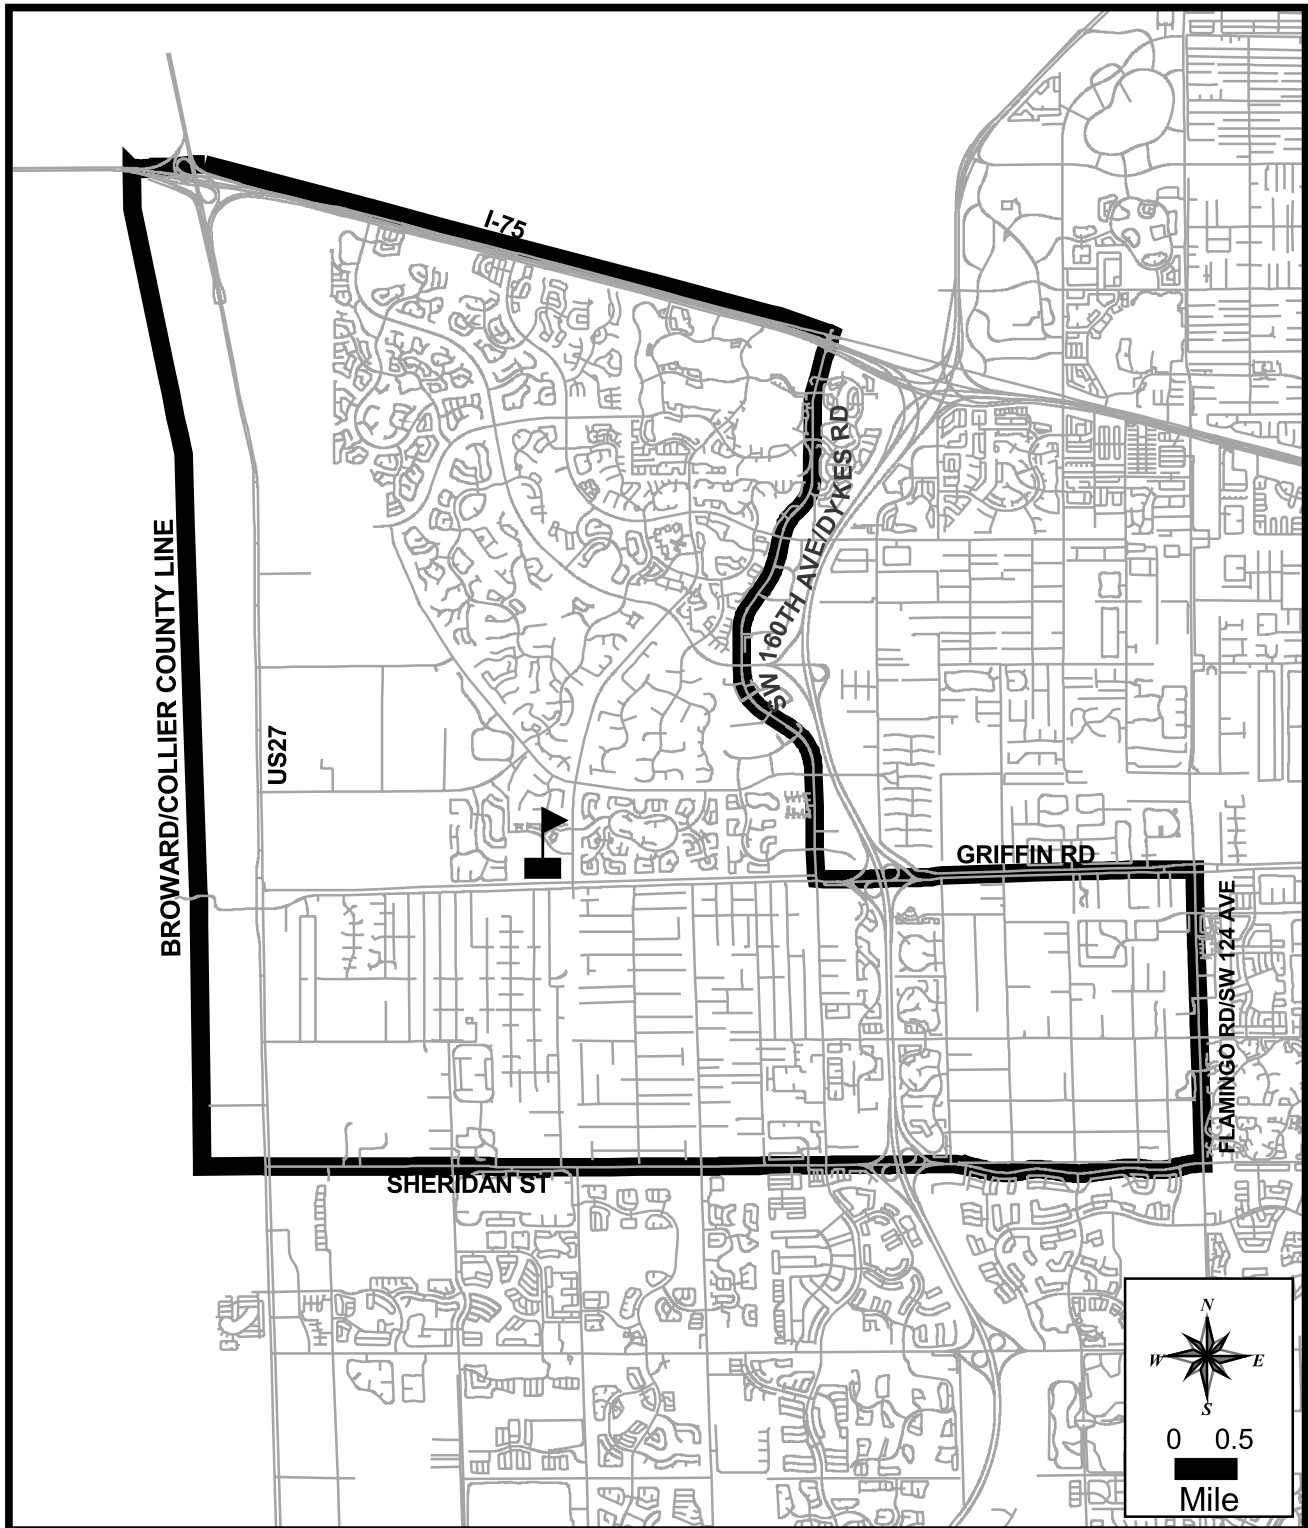 I-75
SW 160TH AVE/DYKES RD
BROWARD/COLLIER COUNTY LINE
US27
GRIFFIN RD
FLAMINGO RD/SW 124 AVE
SHERIDAN ST
N
W E
S
0 0.5
Mile